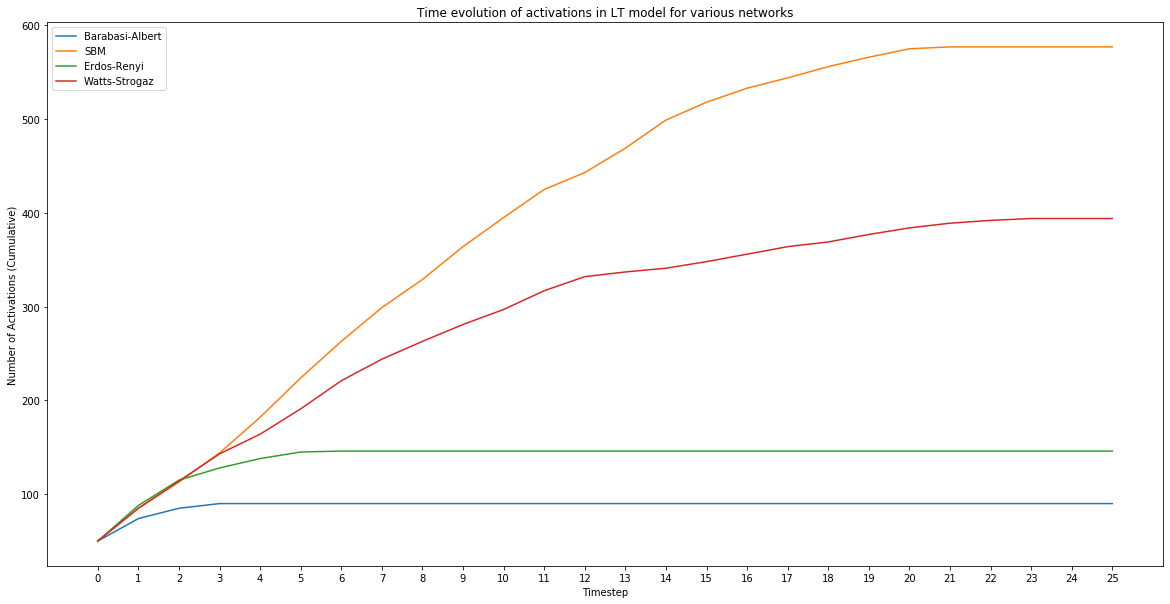 Time evolution of activations in LT model for various networks
Barabasi-Albert
SBM
Erdos-Renyi
Watts-Strogaz
Number of Activations (Cumulative)
600
500
400
300
200
100
0 1 2 3 4 5 6 7 8 9 10 11 12 13 14 15 16 17 18 19 20 21 22 23 24 25
Timestep